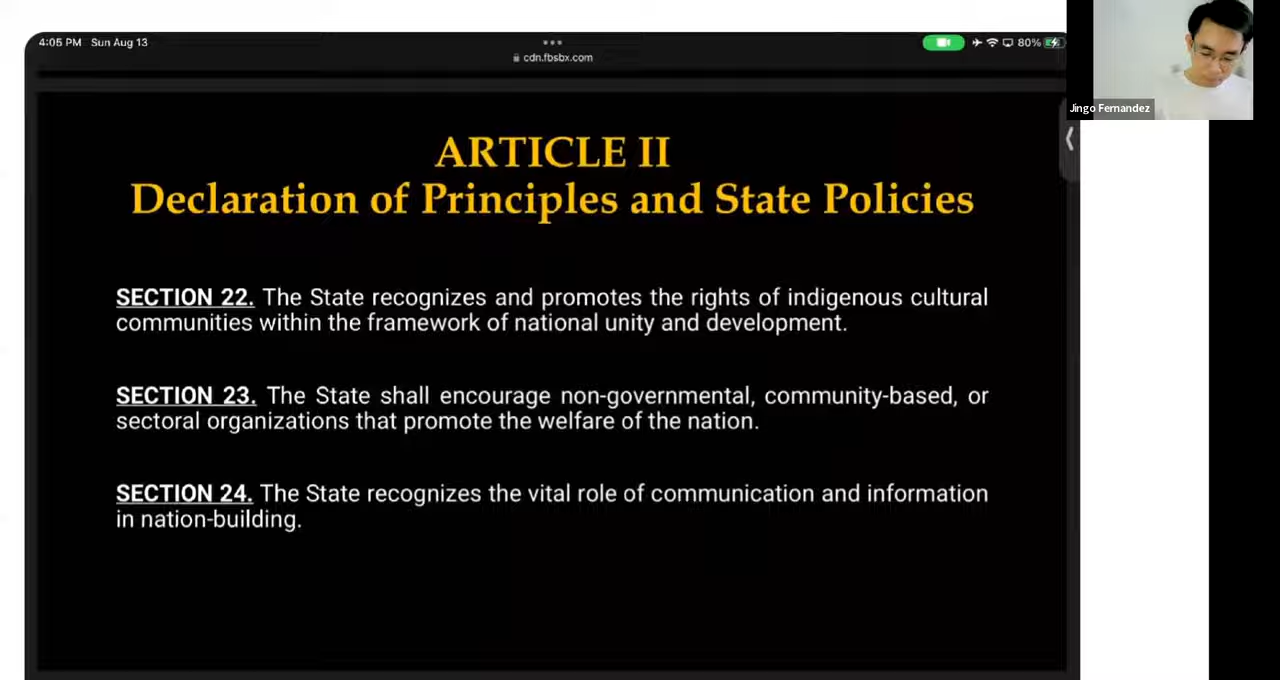 4:05 PM Sun Aug 13
cdn.fbsbx.com
80%
Jingo Fernandez
ARTICLE II
Declaration of Principles and State Policies
SECTION 22. The State recognizes and promotes the rights of indigenous cultural
communities within the framework of national unity and development.
SECTION 23. The State shall encourage non-governmental, community-based, or
sectoral organizations that promote the welfare of the nation.
SECTION 24. The State recognizes the vital role of communication and information
in nation-building.